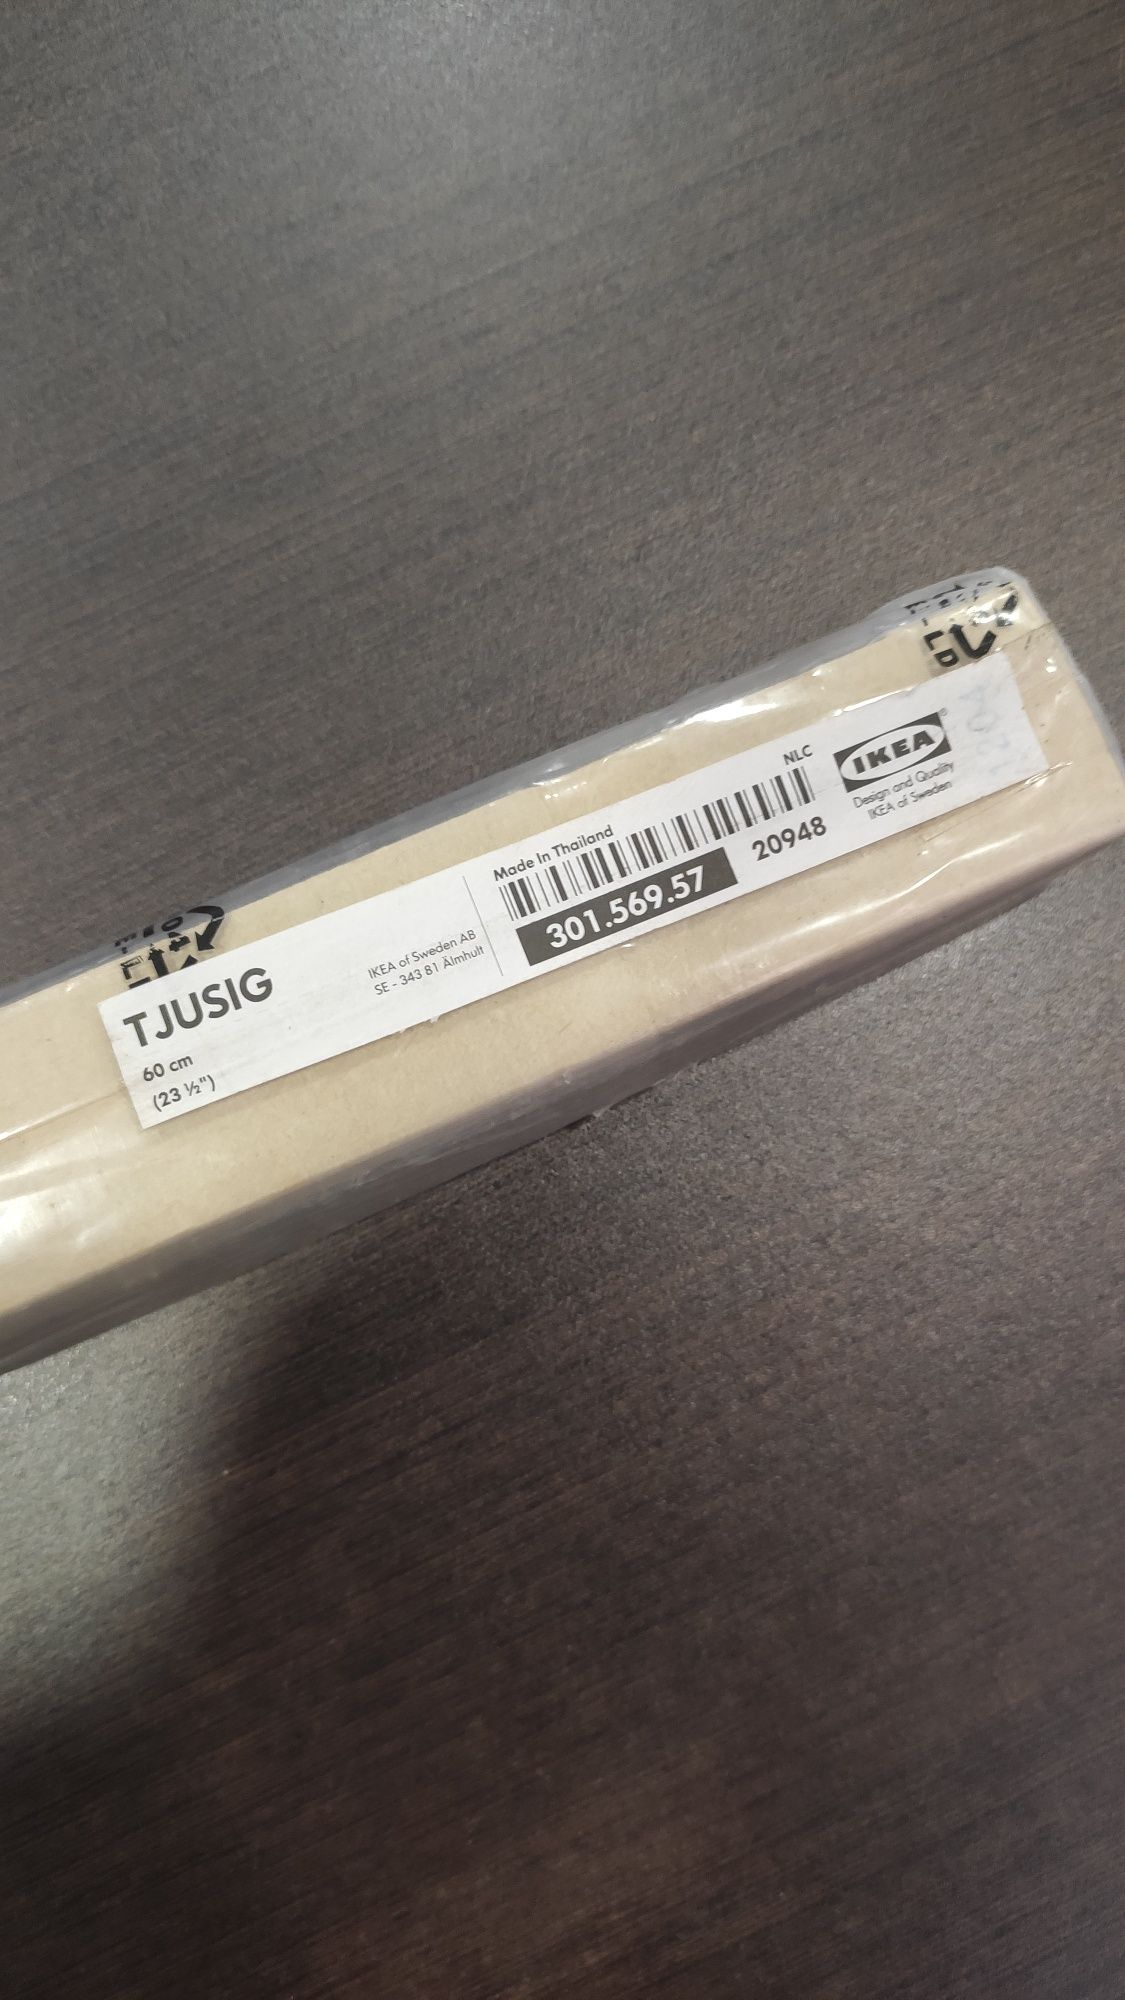 TJUSIG
60 cm
(23 ½")
IKEA of Sweden AB
SE - 343 81 Älmhult
Made In Thailand
NLC
301.569.57
20948
IKEA®
Design and Quality
IKEA of Sweden